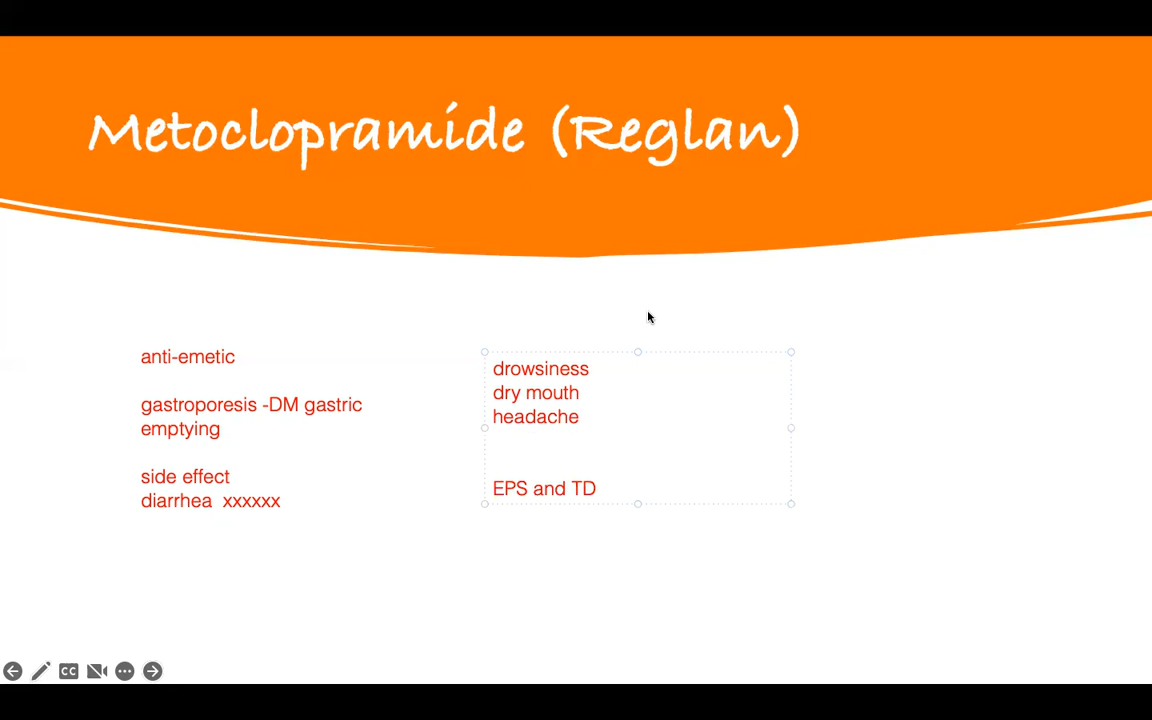 Metoclopramide (Reglan)
anti-emetic
gastroporesis -DM gastric
emptying
side effect
diarrhea xxxxxx
drowsiness
dry mouth
headache
EPS and TD
CC